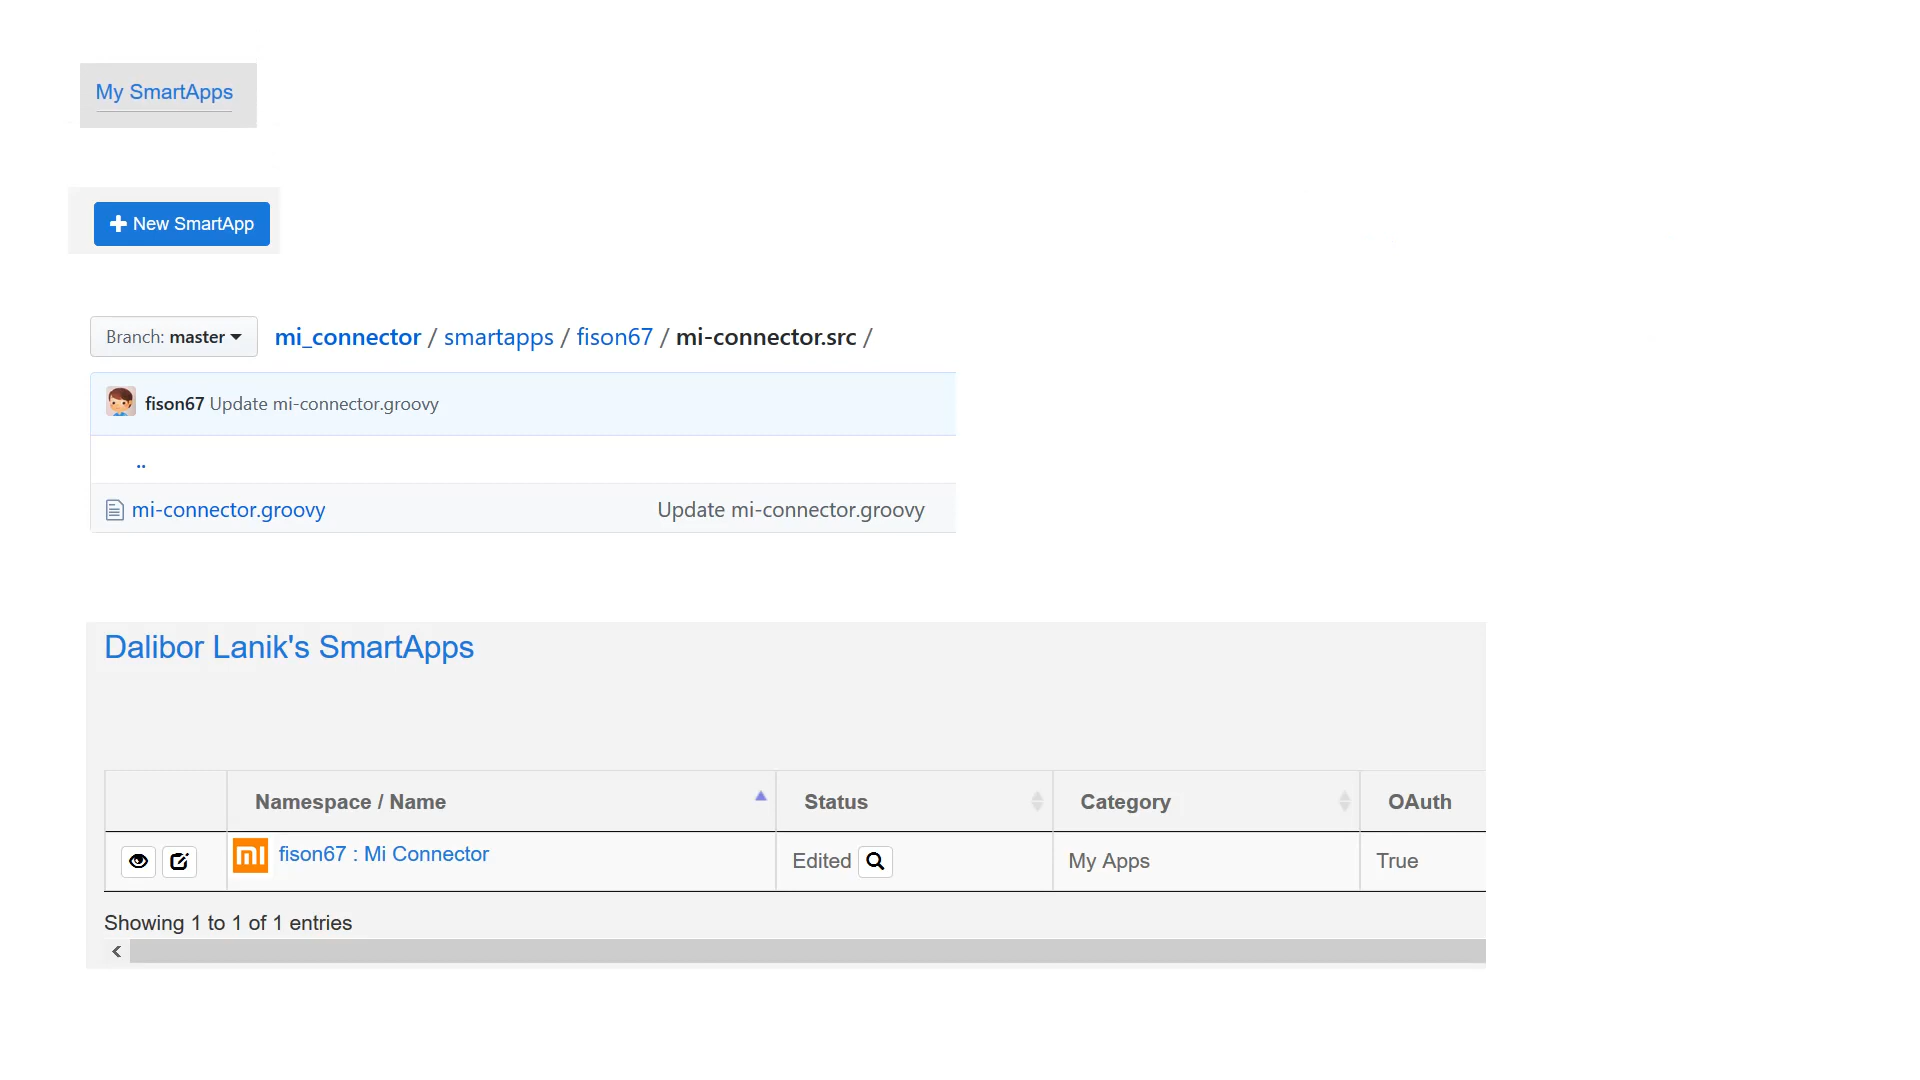 My SmartApps
New SmartApp
Branch: master mi_connector / smartapps / fison67 / mi-connector.src /
fison67 Update mi-connector.groovy
..
mi-connector.groovy Update mi-connector.groovy
Dalibor Lanik's SmartApps
Namespace / Name Status Category OAuth
mi fison67 : Mi Connector Edited My Apps True
Showing 1 to 1 of 1 entries